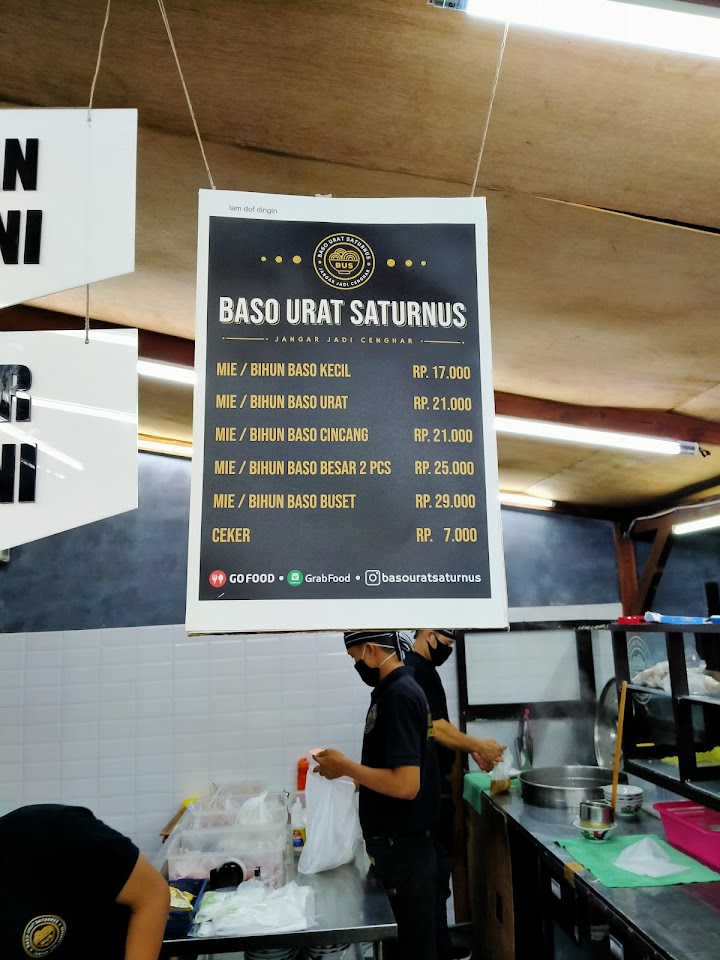 N
NI
R
NI
lam dof dingin
BASO URAT SATURNUS
BUS
JANGAR JADI CENGHAR
BASO URAT SATURNUS
JANGAR JADI CENGHAR
MIE / BIHUN BASO KECIL RP. 17.000
MIE / BIHUN BASO URAT RP. 21.000
MIE / BIHUN BASO CINCANG RP. 21.000
MIE / BIHUN BASO BESAR 2 PCS RP. 25.000
MIE / BIHUN BASO BUSET RP. 29.000
CEKER RP. 7.000
GO FOOD • GrabFood • basouratsaturnus